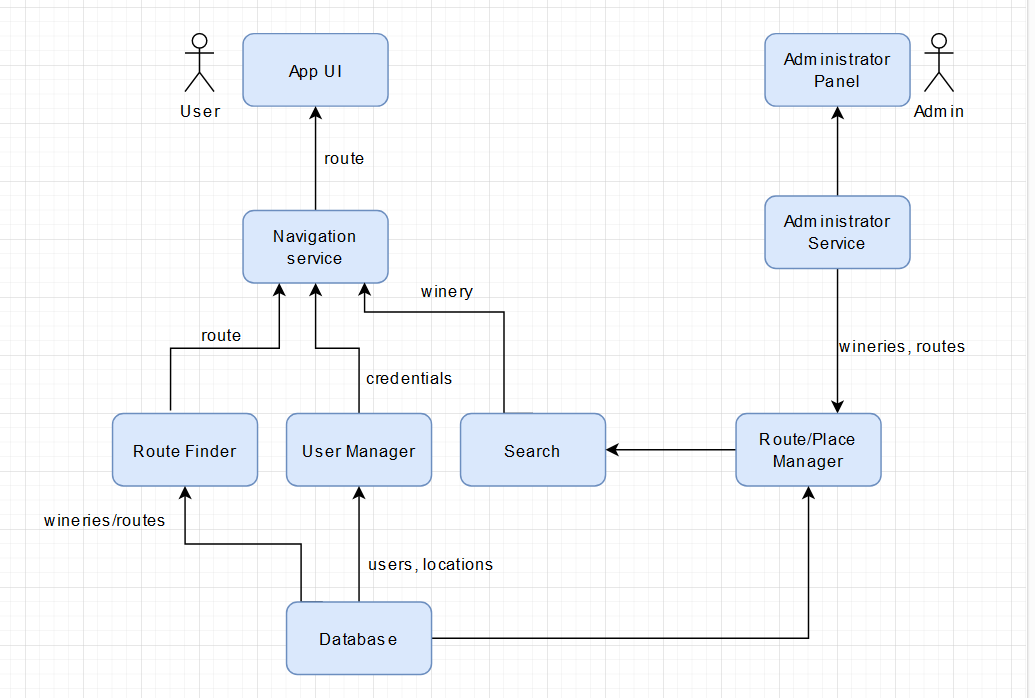 App UI
Administrator
Panel
User
Admin
route
Navigation
service
Administrator
Service
winery
route
wineries, routes
credentials
Route Finder
User Manager
Search
Route/Place
Manager
wineries/routes
users, locations
Database